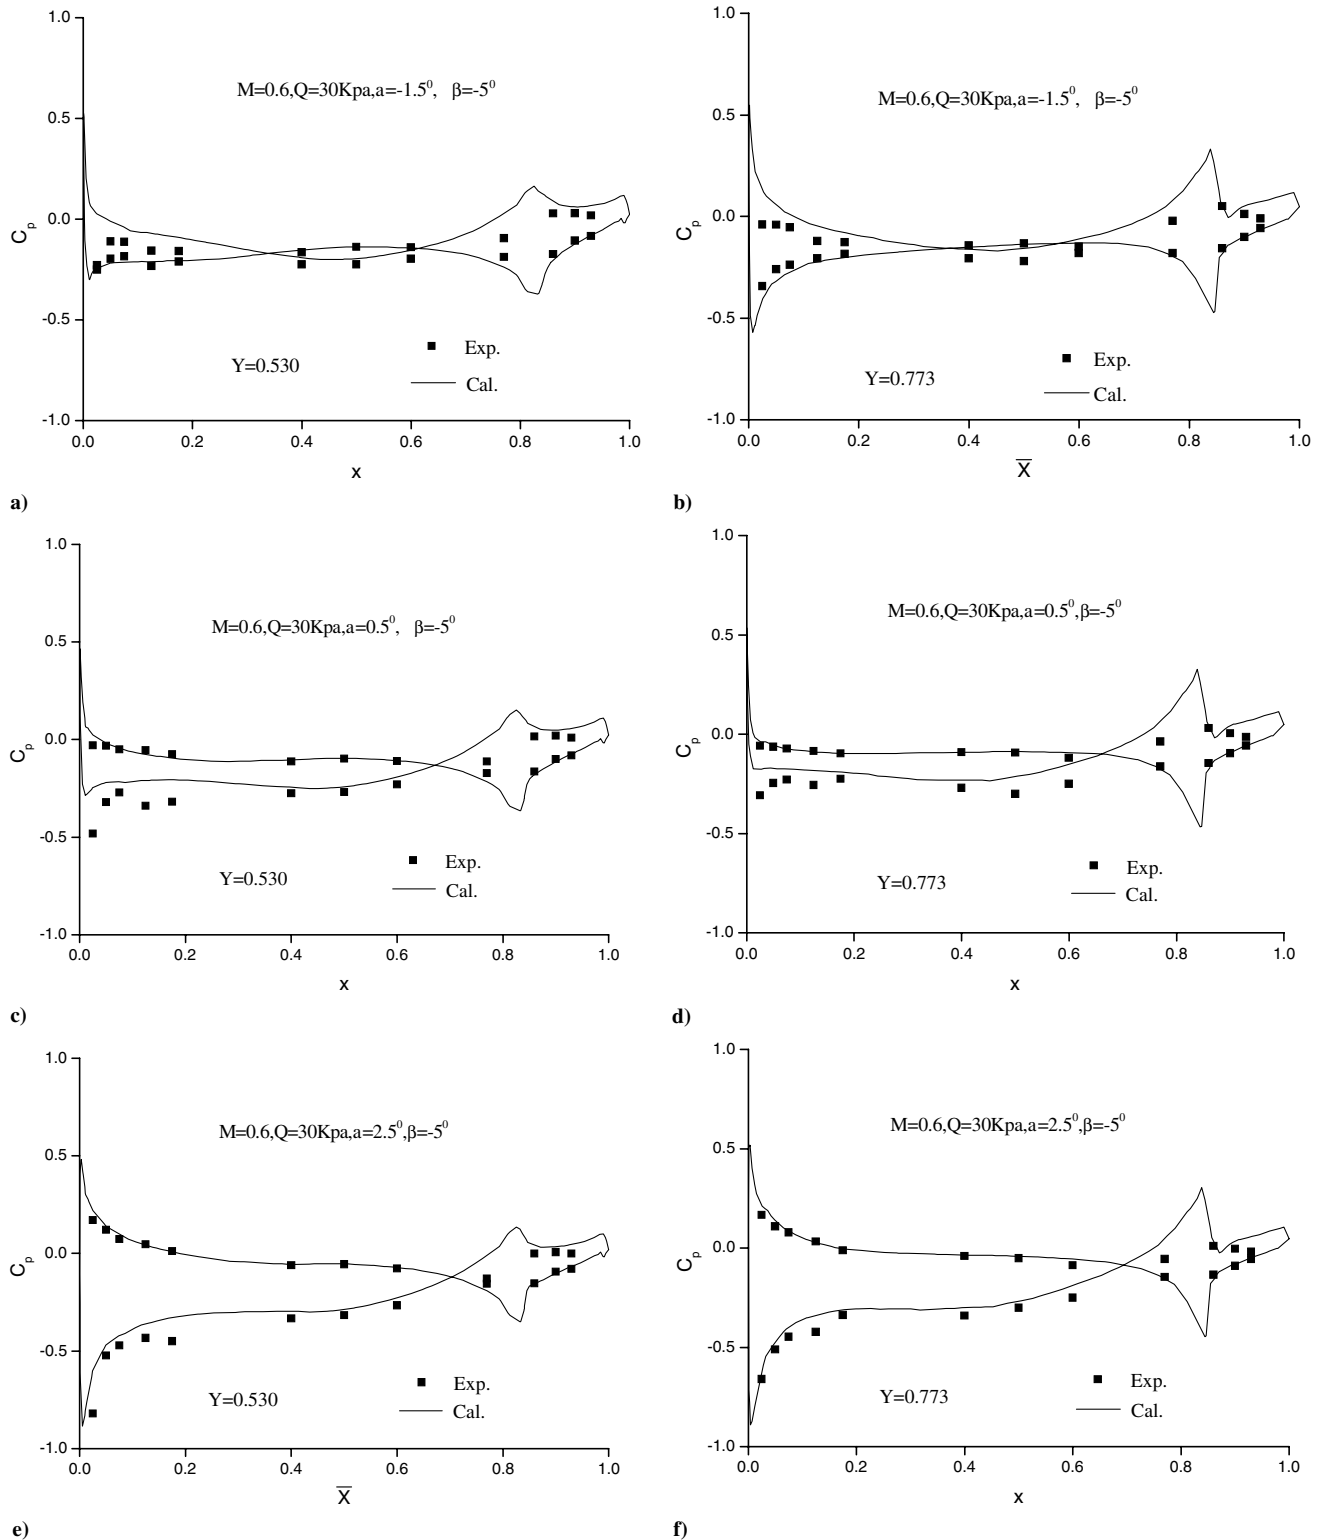 1.0
0.5
0.0
-0.5
-1.0
Cp
M=0.6,Q=30Kpa,a=-1.5⁰, β=-5⁰
Y=0.530
Exp.
Cal.
0.0 0.2 0.4 0.6 0.8 1.0
x
a)
1.0
0.5
0.0
-0.5
-1.0
Cp
M=0.6,Q=30Kpa,a=-1.5⁰, β=-5⁰
Y=0.773
Exp.
Cal.
0.0 0.2 0.4 0.6 0.8 1.0
X̅
b)
1.0
0.5
0.0
-0.5
-1.0
Cp
M=0.6,Q=30Kpa,a=0.5⁰, β=-5⁰
Y=0.530
Exp.
Cal.
0.0 0.2 0.4 0.6 0.8 1.0
x
c)
1.0
0.5
0.0
-0.5
-1.0
Cp
M=0.6,Q=30Kpa,a=0.5⁰,β=-5⁰
Y=0.773
Exp.
Cal.
0.0 0.2 0.4 0.6 0.8 1.0
x
d)
1.0
0.5
0.0
-0.5
-1.0
Cp
M=0.6,Q=30Kpa,a=2.5⁰,β=-5⁰
Y=0.530
Exp.
Cal.
0.0 0.2 0.4 0.6 0.8 1.0
X̅
e)
1.0
0.5
0.0
-0.5
-1.0
Cp
M=0.6,Q=30Kpa,a=2.5⁰,β=-5⁰
Y=0.773
Exp.
Cal.
0.0 0.2 0.4 0.6 0.8 1.0
x
f)